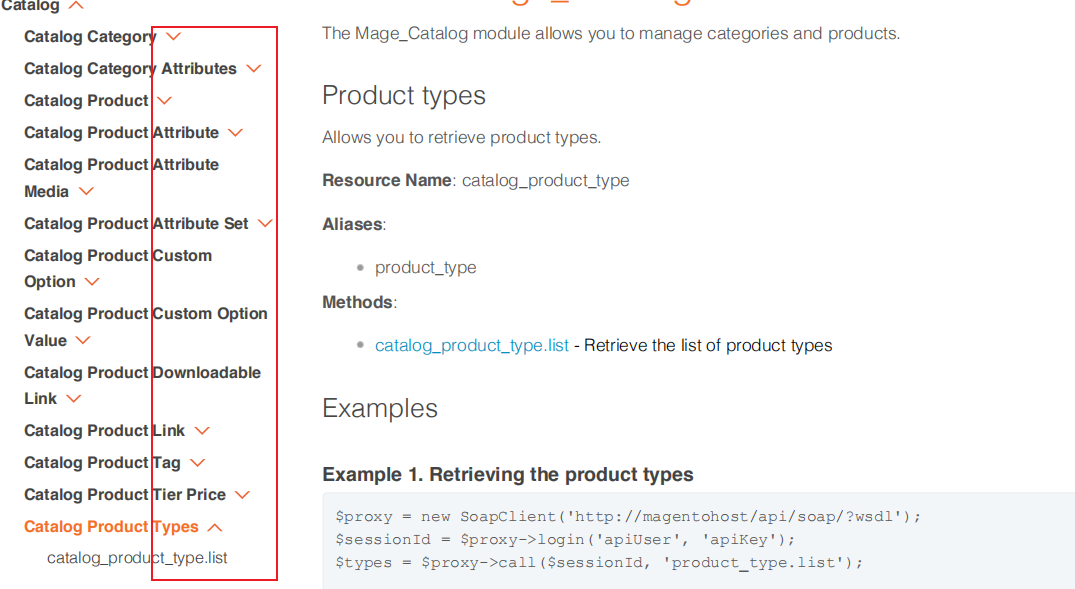 Catalog
Catalog Category
Catalog Category Attributes
Catalog Product
Catalog Product Attribute
Catalog Product Attribute
Media
Catalog Product Attribute Set
Catalog Product Custom
Option
Catalog Product Custom Option
Value
Catalog Product Downloadable
Link
Catalog Product Link
Catalog Product Tag
Catalog Product Tier Price
Catalog Product Types
catalog_product_type.list
The Mage_Catalog module allows you to manage categories and products.
Product types
Allows you to retrieve product types.
Resource Name: catalog_product_type
Aliases:
product_type
Methods:
catalog_product_type.list - Retrieve the list of product types
Examples
Example 1. Retrieving the product types
$proxy = new SoapClient('http://magentohost/api/soap/?wsdl');
$sessionId = $proxy->login('apiUser', 'apiKey');
$types = $proxy->call($sessionId, 'product_type.list');